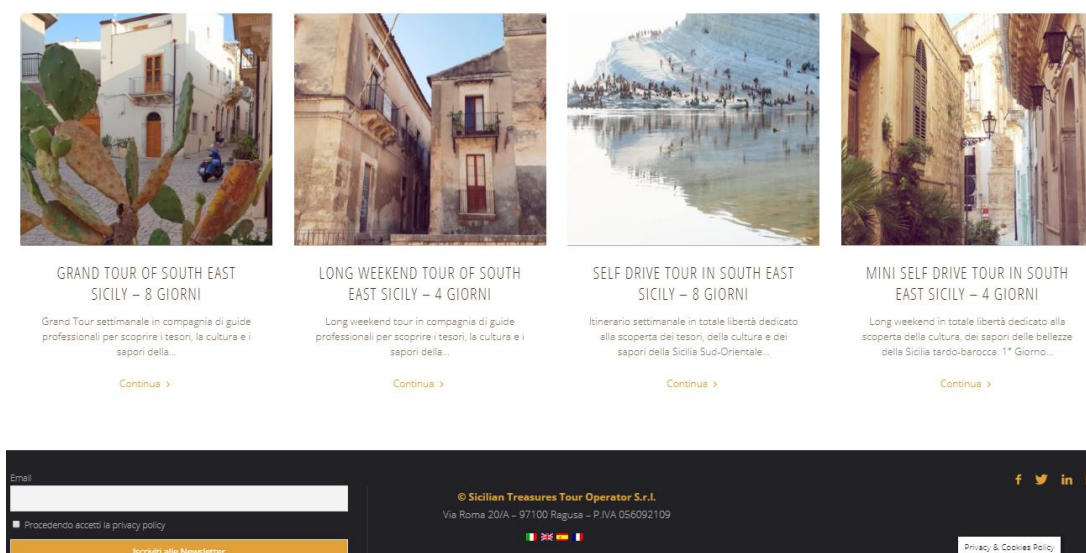 GRAND TOUR OF SOUTH EAST
SICILY – 8 GIORNI
Grand Tour settimanale in compagnia di guide
professionali per scoprire i tesori, la cultura e i
sapori della...
Continua >
LONG WEEKEND TOUR OF SOUTH
EAST SICILY – 4 GIORNI
Long weekend tour in compagnia di guide
professionali per scoprire i tesori, la cultura e i
sapori della...
Continua >
SELF DRIVE TOUR IN SOUTH EAST
SICILY – 8 GIORNI
Itinerario settimanale in totale libertà dedicato
alla scoperta dei tesori, della cultura e dei
sapori della Sicilia Sud-Orientale...
Continua >
MINI SELF DRIVE TOUR IN SOUTH
EAST SICILY – 4 GIORNI
Long weekend in totale libertà dedicato alla
scoperta della cultura, dei sapori delle bellezze
della Sicilia tardo-barocca. 1° Giorno...
Continua >
Email
Procedendo accetti la privacy policy
Iscriviti alle Newsletter
© Sicilian Treasures Tour Operator S.r.l.
Via Roma 20/A – 97100 Ragusa – P.IVA 056092109
Privacy & Cookies Policy